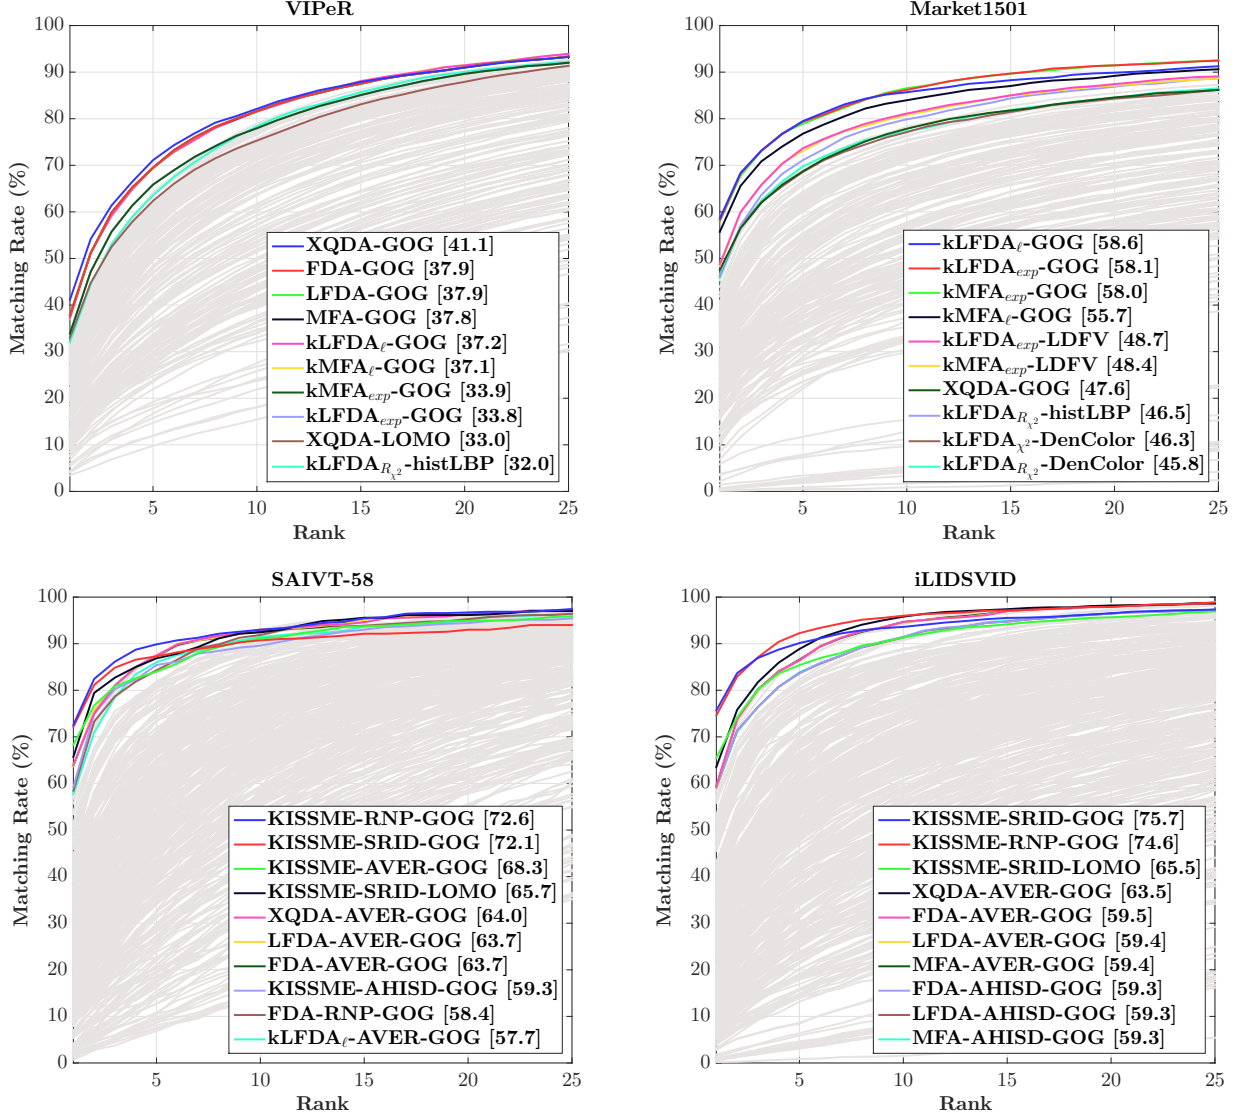 VIPeR
Matching Rate (%)
100
90
80
70
60
50
40
30
20
10
0
XQDA-GOG [41.1]
FDA-GOG [37.9]
LFDA-GOG [37.9]
MFA-GOG [37.8]
kLFDAℓ-GOG [37.2]
kMFAℓ-GOG [37.1]
kMFAexp-GOG [33.9]
kLFDAexp-GOG [33.8]
XQDA-LOMO [33.0]
kLFDARχ²-histLBP [32.0]
5 10 15 20 25
Rank
Market1501
Matching Rate (%)
100
90
80
70
60
50
40
30
20
10
0
kLFDAℓ-GOG [58.6]
kLFDAexp-GOG [58.1]
kMFAexp-GOG [58.0]
kMFAℓ-GOG [55.7]
kLFDAexp-LDFV [48.7]
kMFAexp-LDFV [48.4]
XQDA-GOG [47.6]
kLFDARχ²-histLBP [46.5]
kLFDAχ²-DenColor [46.3]
kLFDARχ²-DenColor [45.8]
5 10 15 20 25
Rank
SAIVT-58
Matching Rate (%)
100
90
80
70
60
50
40
30
20
10
0
KISSME-RNP-GOG [72.6]
KISSME-SRID-GOG [72.1]
KISSME-AVER-GOG [68.3]
KISSME-SRID-LOMO [65.7]
XQDA-AVER-GOG [64.0]
LFDA-AVER-GOG [63.7]
FDA-AVER-GOG [63.7]
KISSME-AHISD-GOG [59.3]
FDA-RNP-GOG [58.4]
kLFDAℓ-AVER-GOG [57.7]
5 10 15 20 25
Rank
iLIDSVID
Matching Rate (%)
100
90
80
70
60
50
40
30
20
10
0
KISSME-SRID-GOG [75.7]
KISSME-RNP-GOG [74.6]
KISSME-SRID-LOMO [65.5]
XQDA-AVER-GOG [63.5]
FDA-AVER-GOG [59.5]
LFDA-AVER-GOG [59.4]
MFA-AVER-GOG [59.4]
FDA-AHISD-GOG [59.3]
LFDA-AHISD-GOG [59.3]
MFA-AHISD-GOG [59.3]
5 10 15 20 25
Rank